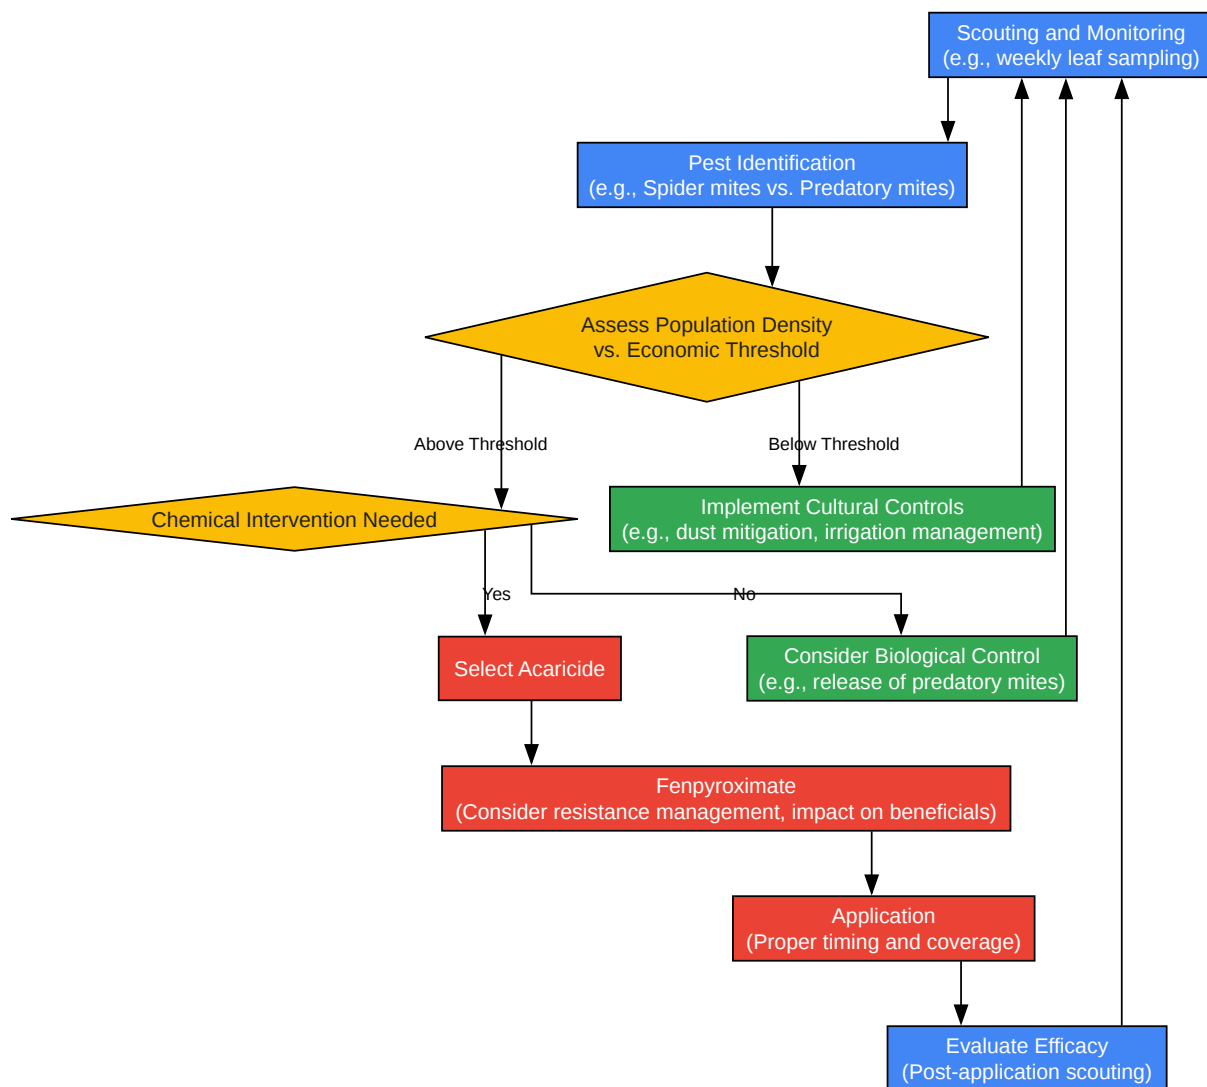 Scouting and Monitoring
(e.g., weekly leaf sampling)
Pest Identification
(e.g., Spider mites vs. Predatory mites)
Assess Population Density
vs. Economic Threshold
Above Threshold
Below Threshold
Chemical Intervention Needed
Implement Cultural Controls
(e.g., dust mitigation, irrigation management)
Yes
No
Select Acaricide
Consider Biological Control
(e.g., release of predatory mites)
Fenpyroximate
(Consider resistance management, impact on beneficials)
Application
(Proper timing and coverage)
Evaluate Efficacy
(Post-application scouting)